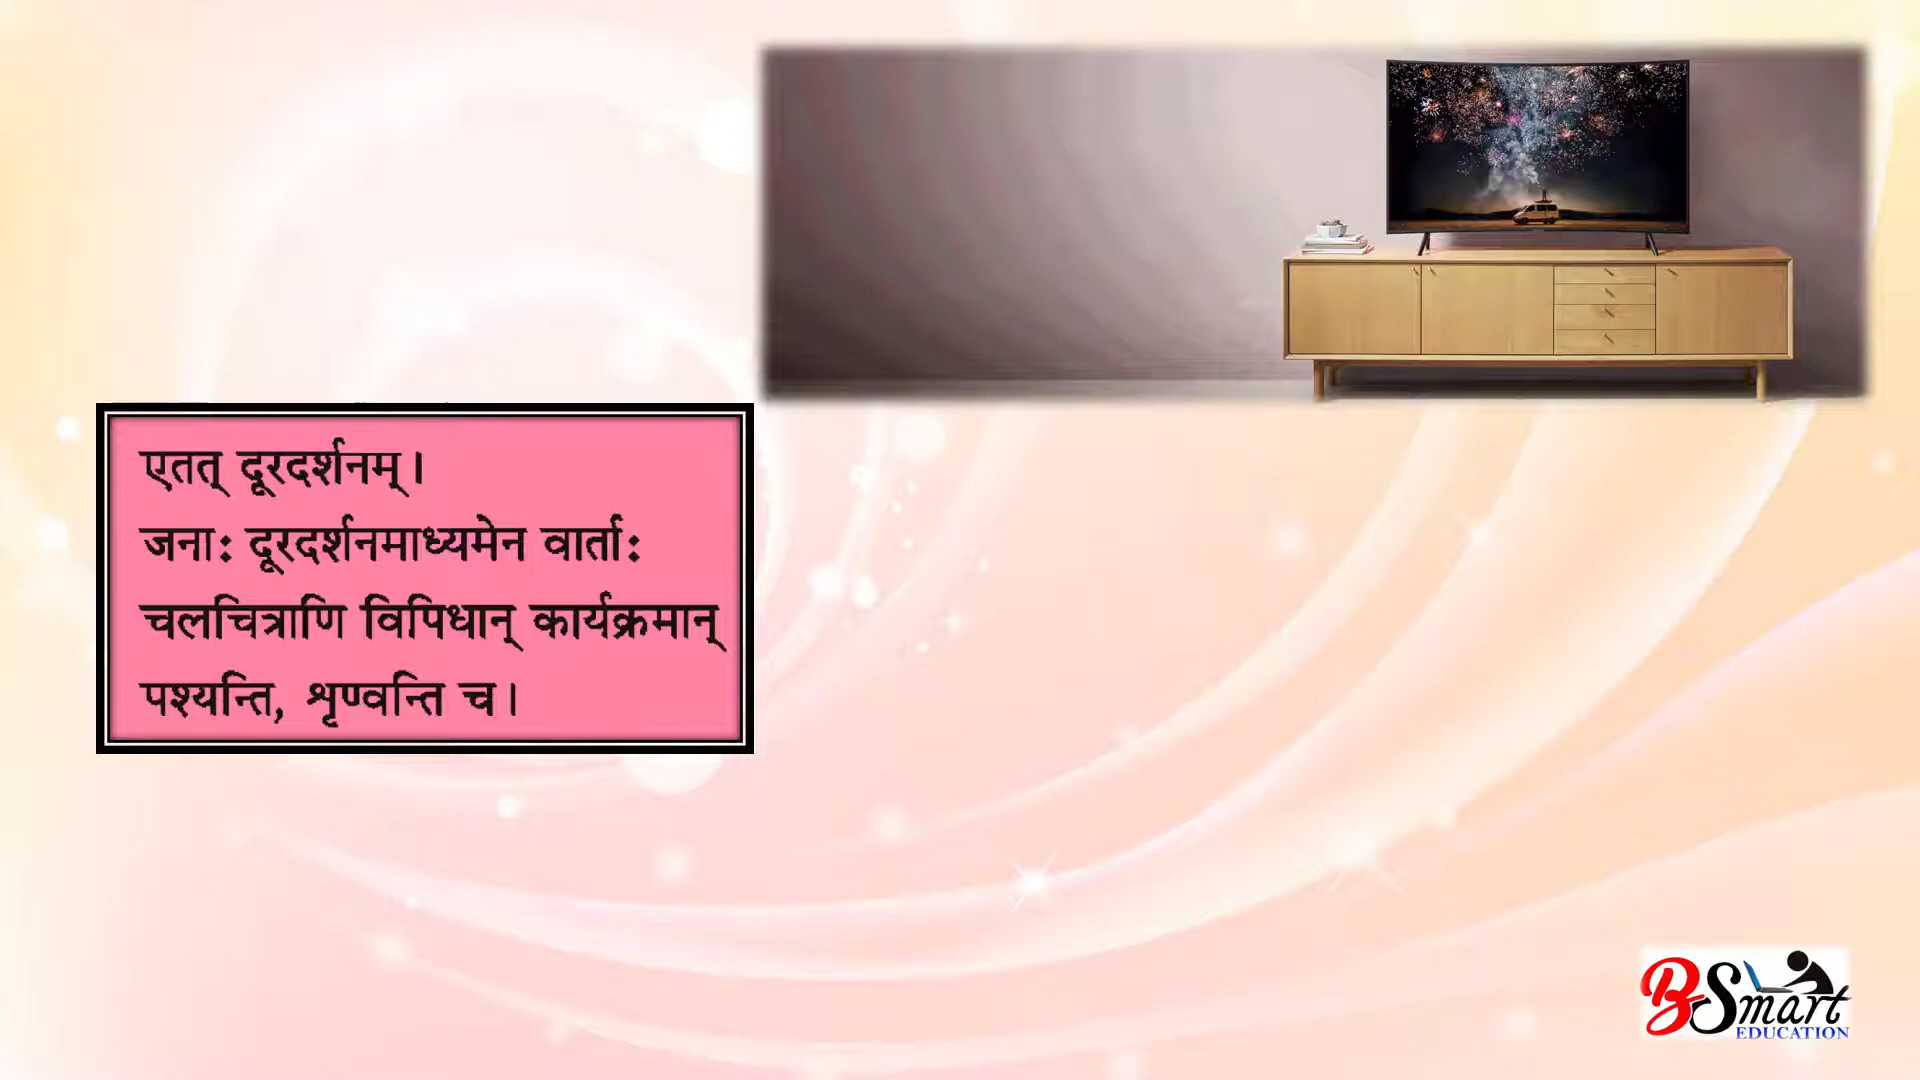 एतत् दूरदर्शनम्।
जनाः दूरदर्शनमाध्यमेन वार्ताः
चलचित्राणि विपिधान् कार्यक्रमान्
पश्यन्ति, शृण्वन्ति च।
BSmart
EDUCATION